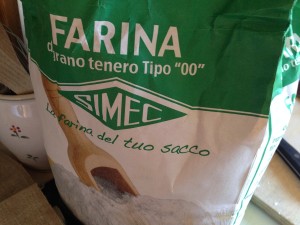 FARINA
di grano tenero Tipo "00"
SIMEC
La farina del tuo sacco